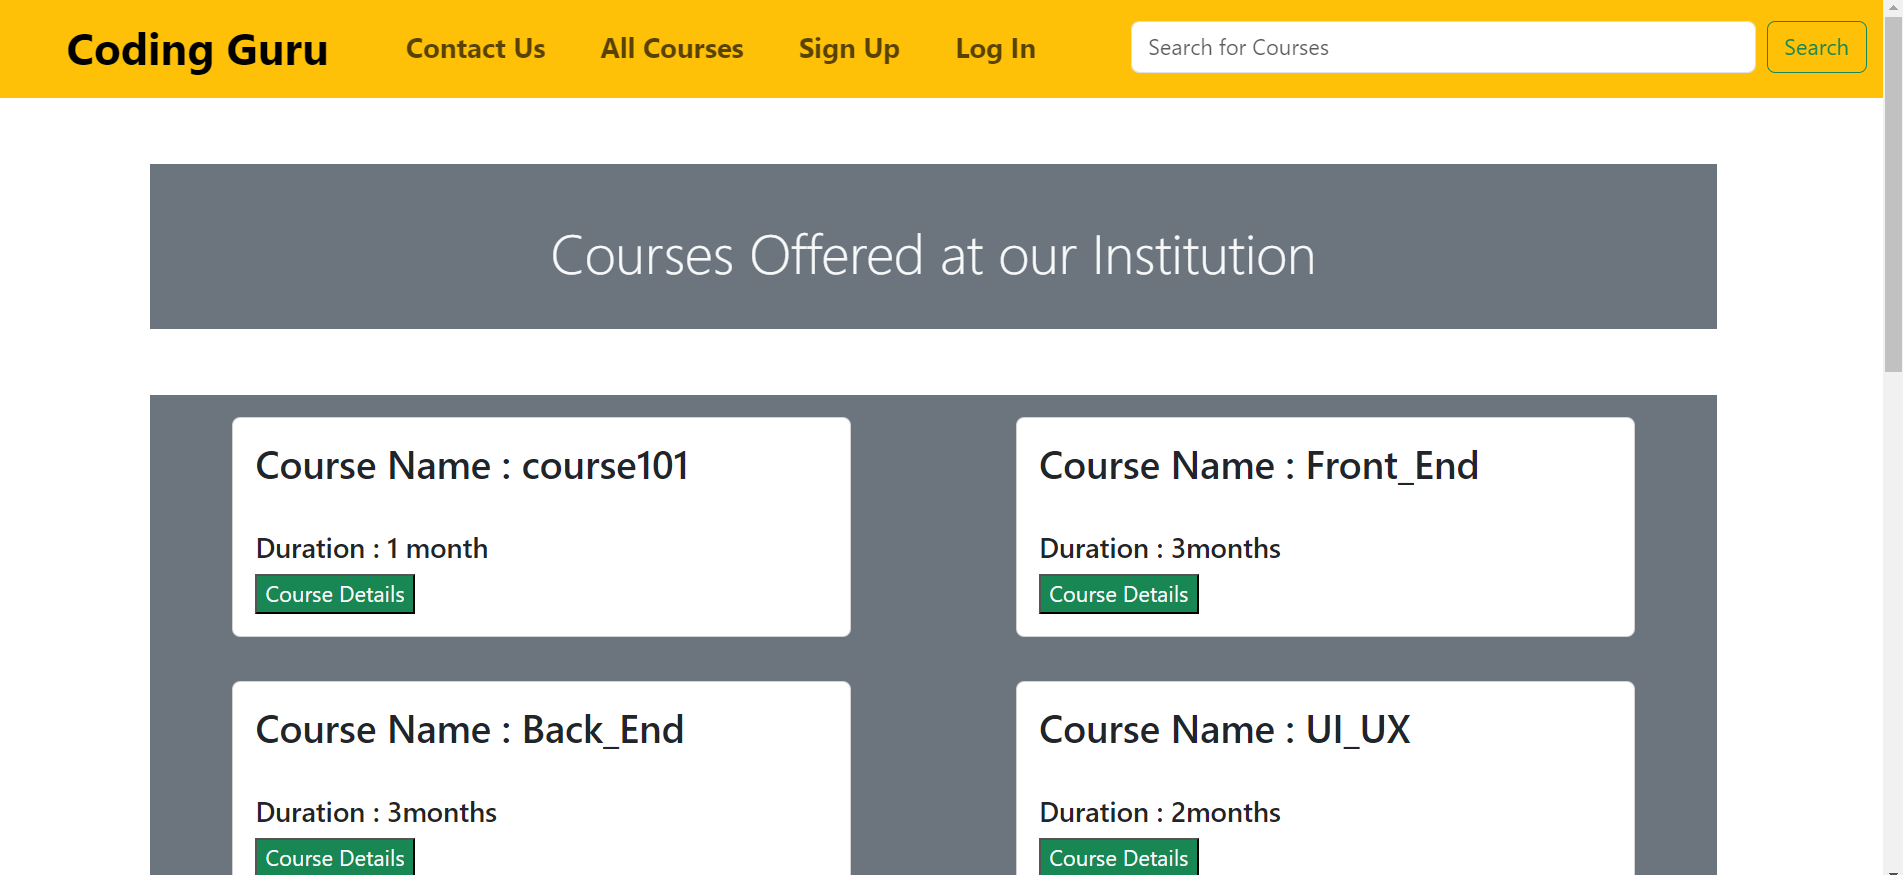 Coding Guru Contact Us All Courses Sign Up Log In Search for Courses Search
Courses Offered at our Institution
Course Name : course101
Duration : 1 month
Course Details
Course Name : Front_End
Duration : 3months
Course Details
Course Name : Back_End
Duration : 3months
Course Details
Course Name : UI_UX
Duration : 2months
Course Details